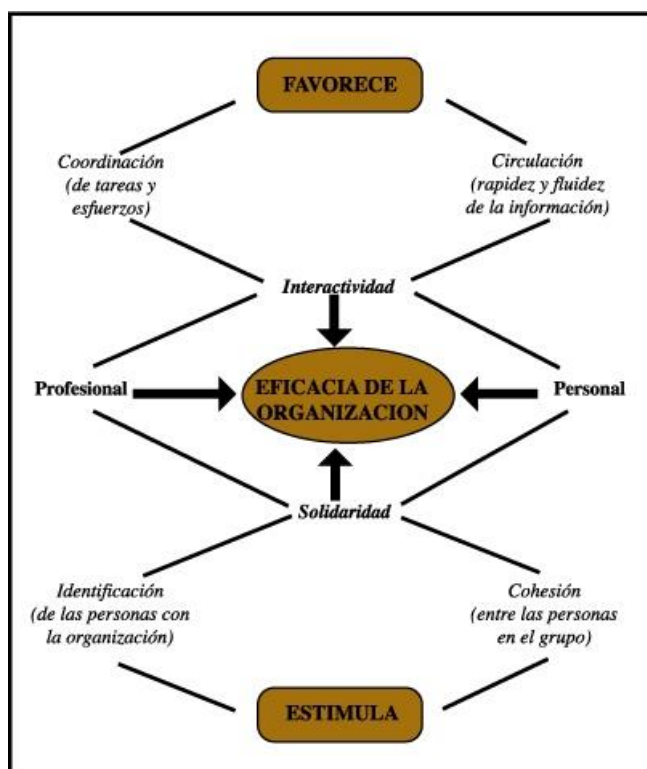 FAVORECE
Coordinación
(de tareas y
esfuerzos)
Circulación
(rapidez y fluidez
de la información)
Interactividad
Profesional
EFICACIA DE LA
ORGANIZACION
Personal
Solidaridad
Identificación
(de las personas con
la organización)
Cohesión
(entre las personas
en el grupo)
ESTIMULA